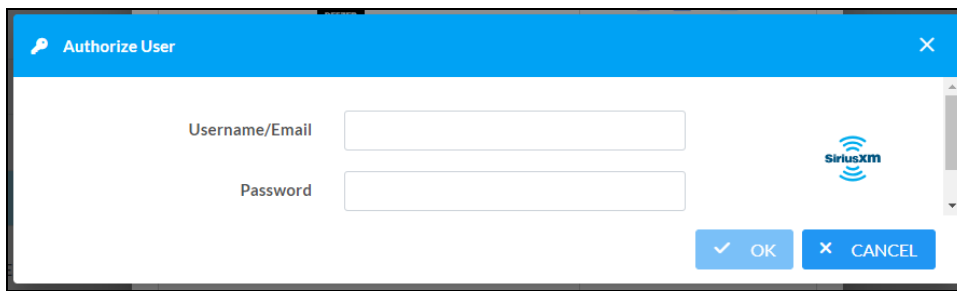 Authorize User
Username/Email
SiriusXM
Password
OK
CANCEL